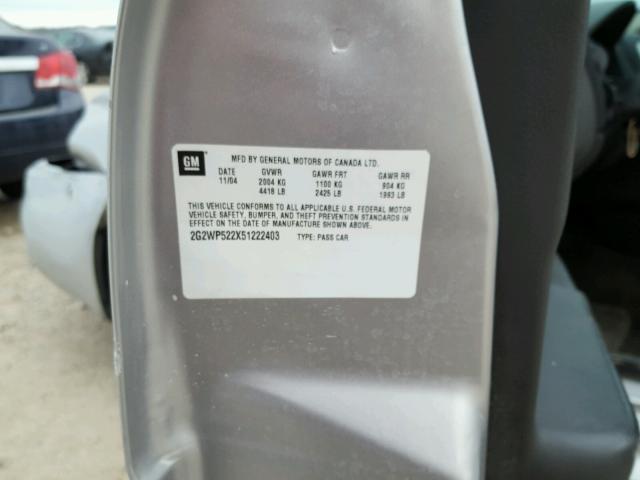 GM
MFD BY GENERAL MOTORS OF CANADA LTD.
DATE GVWR GAWR FRT GAWR RR
11/04 2004 KG 1100 KG 904 KG
4418 LB 2425 LB 1993 LB
THIS VEHICLE CONFORMS TO ALL APPLICABLE U.S. FEDERAL MOTOR
VEHICLE SAFETY, BUMPER, AND THEFT PREVENTION STANDARDS IN
EFFECT ON THE DATE OF MANUFACTURE SHOWN ABOVE.
2G2WP522X51222403 TYPE: PASS CAR